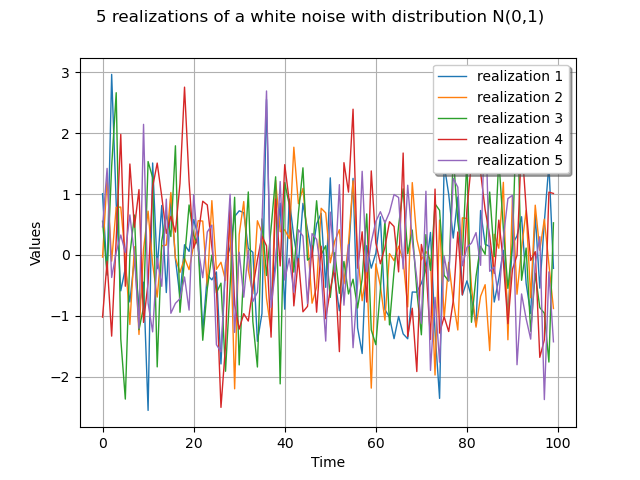 5 realizations of a white noise with distribution N(0,1)
realization 1
realization 2
realization 3
realization 4
realization 5
Values
3
2
1
0
−1
−2
0 20 40 60 80 100
Time